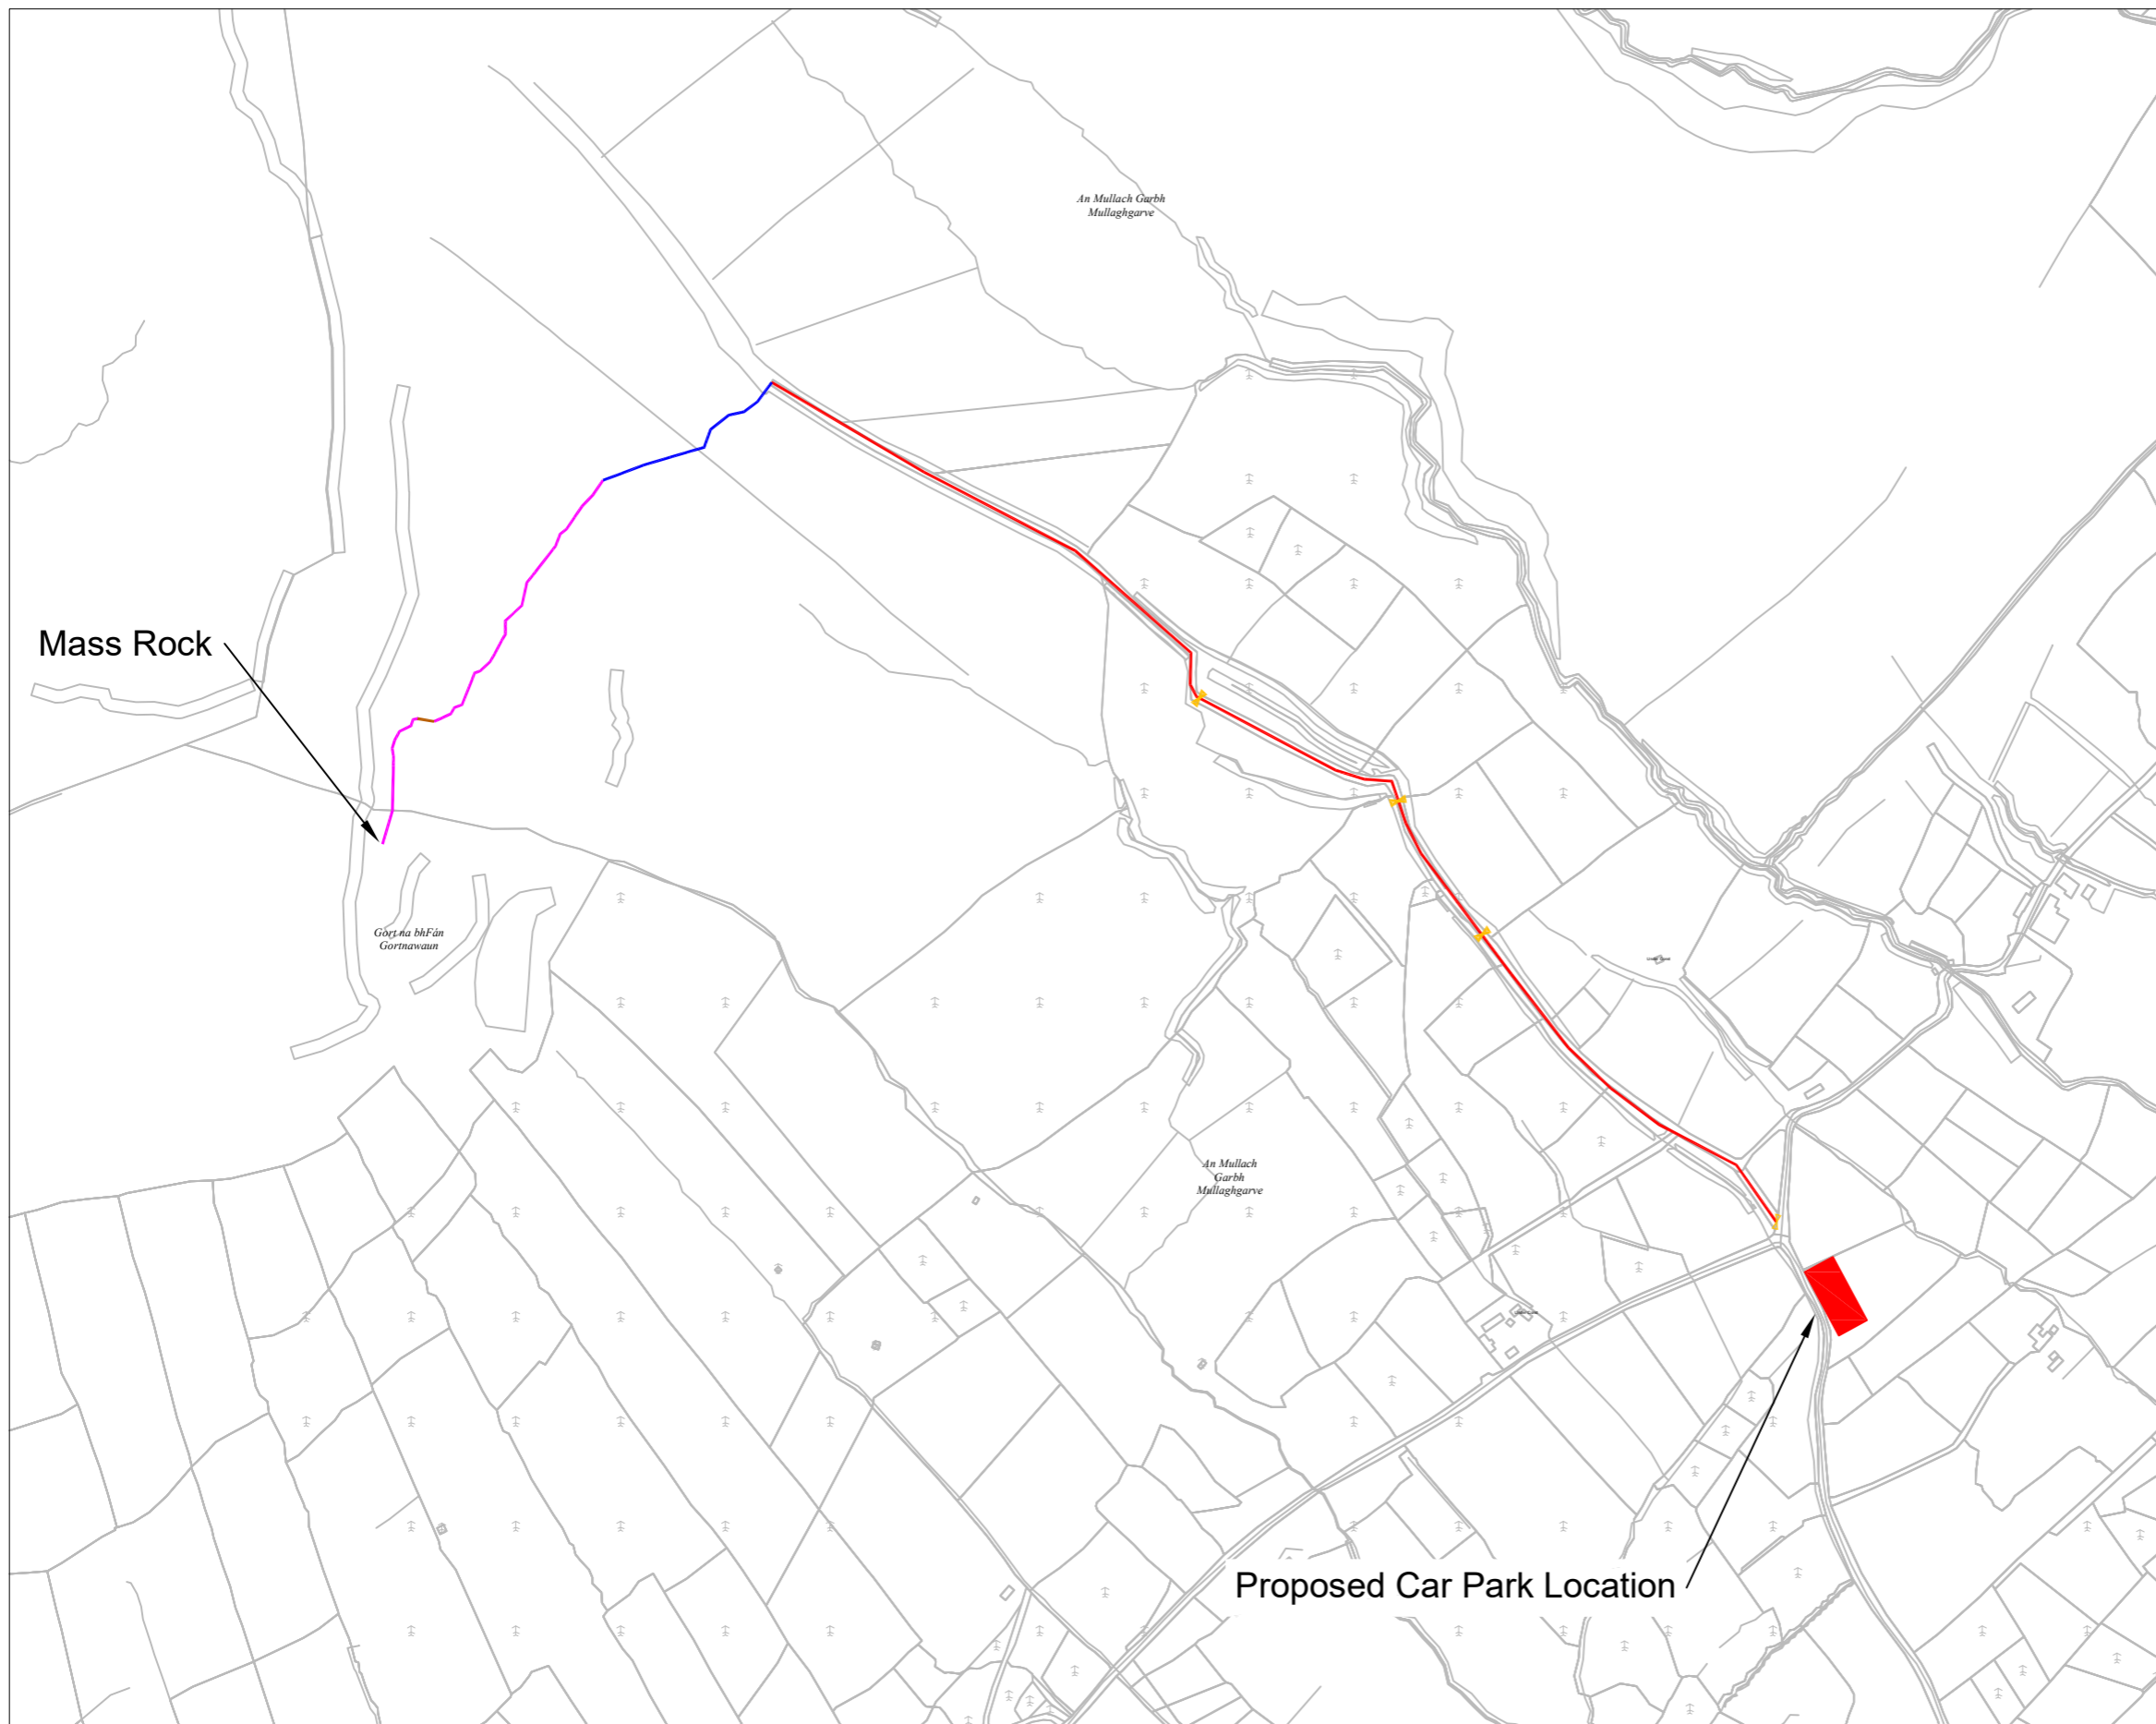 An Mullach Garbh
Mullaghgarve
Mass Rock
Gort na bhFán
Gortnawaun
An Mullach
Garbh
Mullaghgarve
Proposed Car Park Location